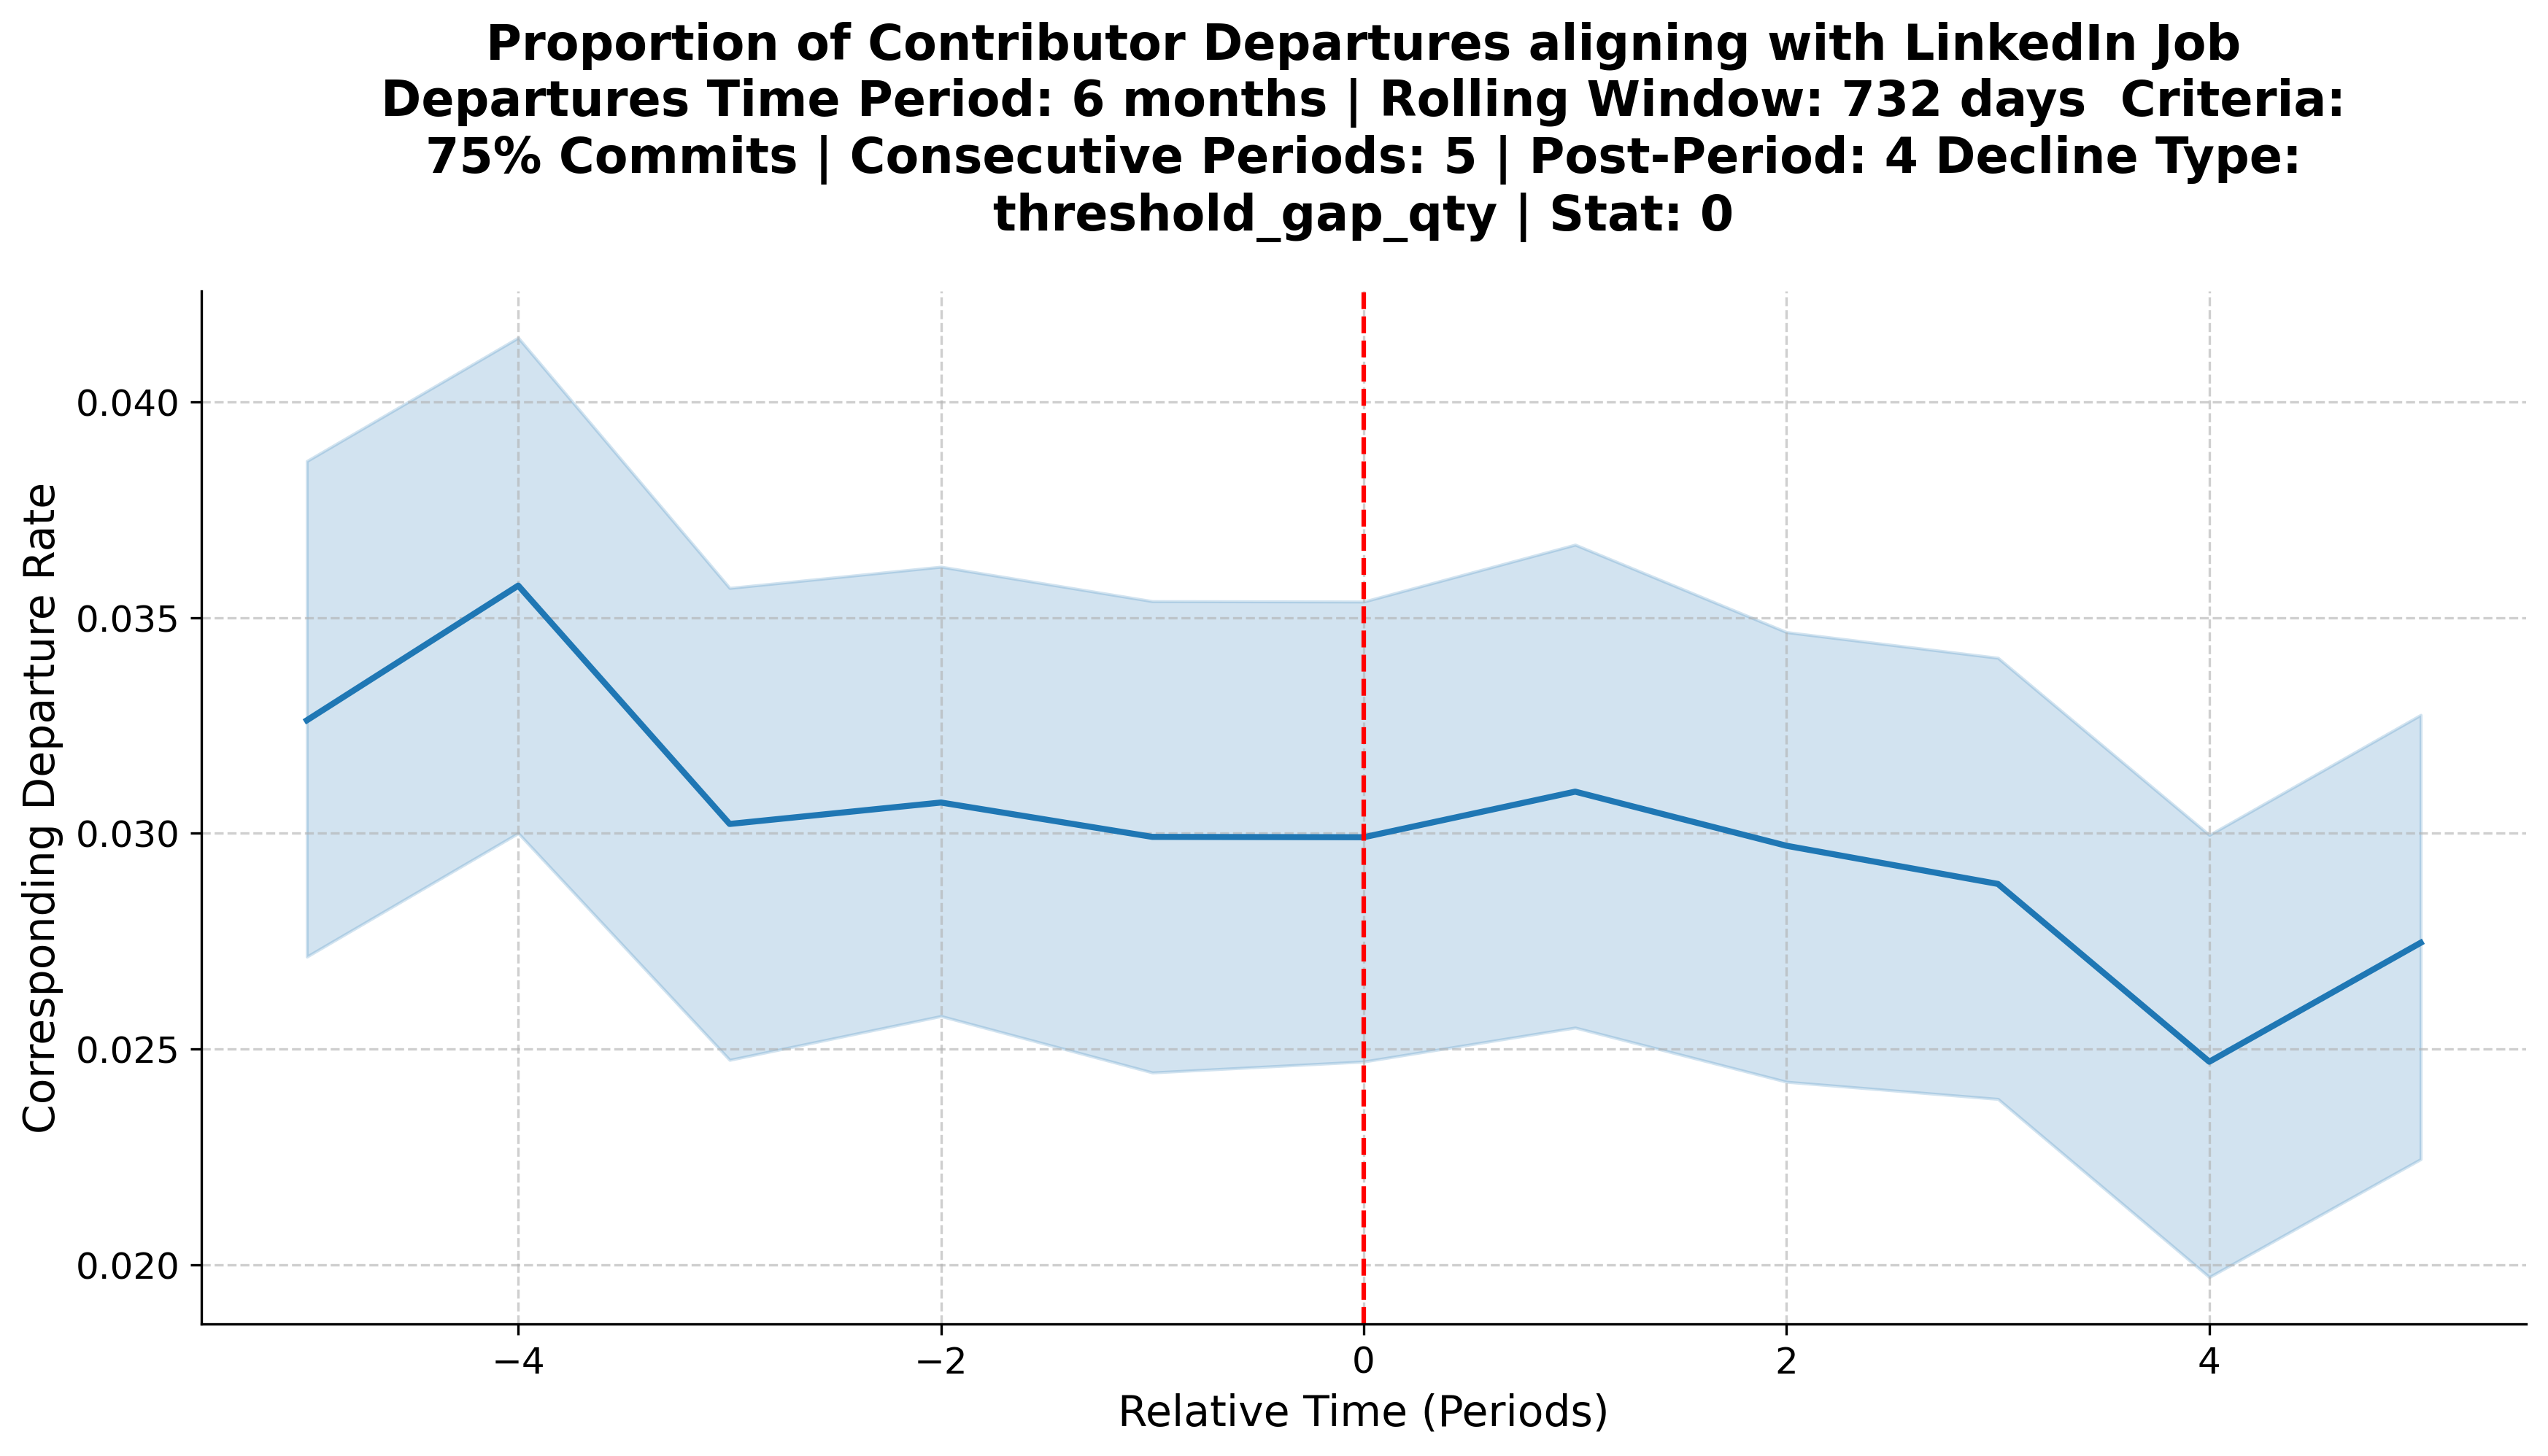 Proportion of Contributor Departures aligning with LinkedIn Job
Departures Time Period: 6 months | Rolling Window: 732 days  Criteria:
75% Commits | Consecutive Periods: 5 | Post-Period: 4 Decline Type:
threshold_gap_qty | Stat: 0
Corresponding Departure Rate
0.040
0.035
0.030
0.025
0.020
−4
−2
0
2
4
Relative Time (Periods)